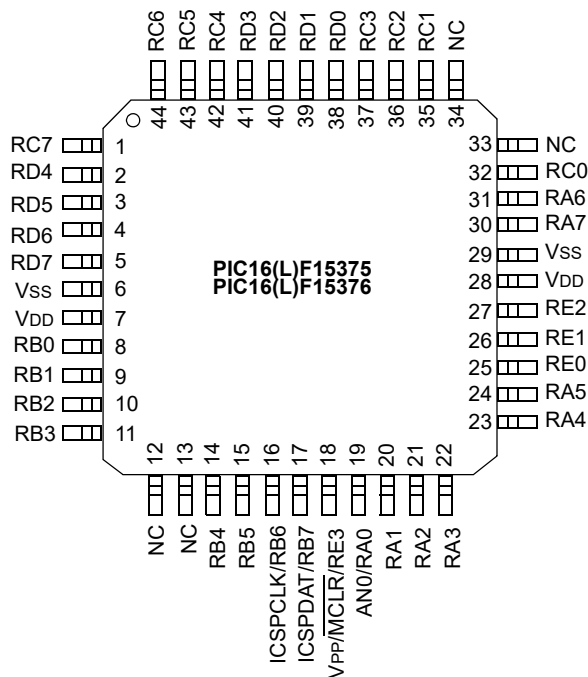 RC6
RC5
RC4
RD3
RD2
RD1
RD0
RC3
RC2
RC1
NC
44
43
42
41
40
39
38
37
36
35
34
RC7 1
RD4 2
RD5 3
RD6 4
RD7 5
VSS 6
VDD 7
RB0 8
RB1 9
RB2 10
RB3 11
PIC16(L)F15375
PIC16(L)F15376
33 NC
32 RC0
31 RA6
30 RA7
29 VSS
28 VDD
27 RE2
26 RE1
25 RE0
24 RA5
23 RA4
12
13
14
15
16
17
18
19
20
21
22
NC
NC
RB4
RB5
ICSPCLK/RB6
ICSPDAT/RB7
VPP/MCLR/RE3
AN0/RA0
RA1
RA2
RA3